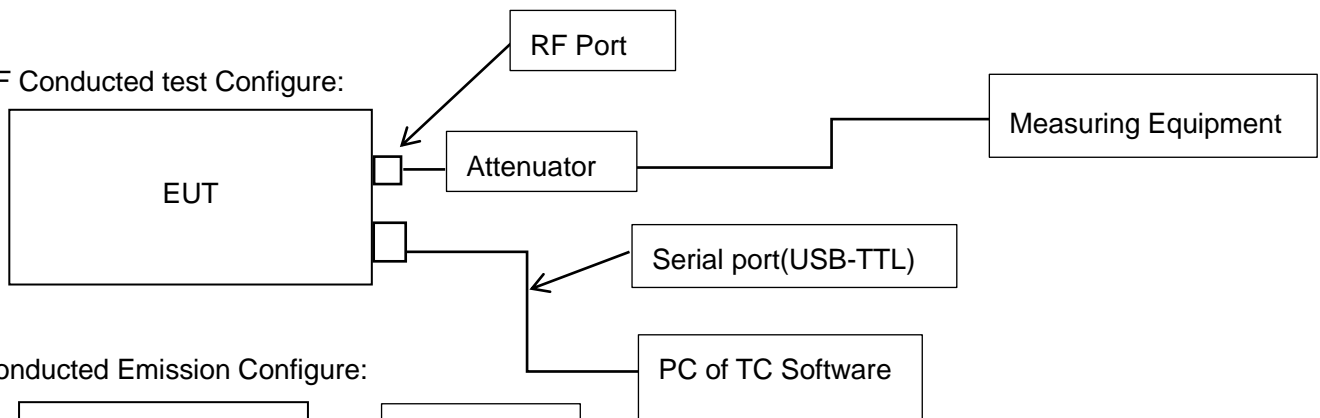 RF Port
F Conducted test Configure:
Measuring Equipment
Attenuator
EUT
Serial port(USB-TTL)
onducted Emission Configure:
PC of TC Software